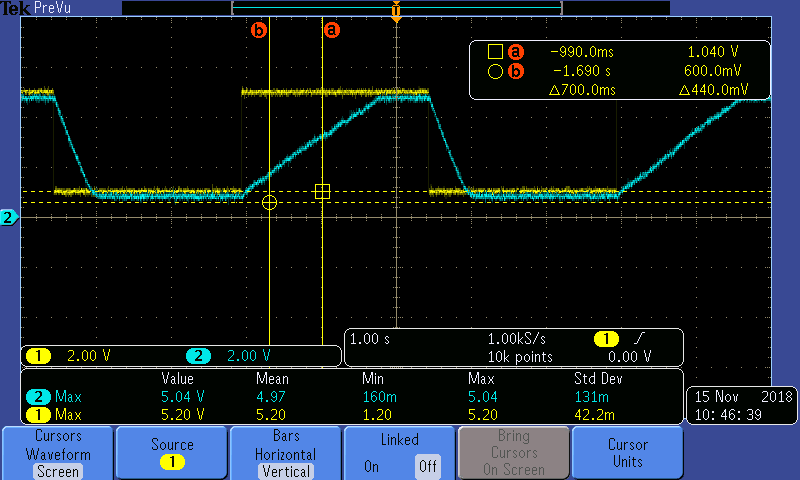 Tek PreVu
T
b a
a -990.0ms 1.040 V
b -1.690 s 600.0mV
△700.0ms △440.0mV
2
1 2.00 V 2 2.00 V
1.00 s 1.00kS/s 1 0.00 V
10k points
Value Mean Min Max Std Dev
2 Max 5.04 V 4.97 160m 5.04 131m
1 Max 5.20 V 5.20 1.20 5.20 42.2m
15 Nov 2018
10:46:39
Cursors
Waveform
Screen
Source
1
Bars
Horizontal
Vertical
Linked
On Off
Bring
Cursors
On Screen
Cursor
Units